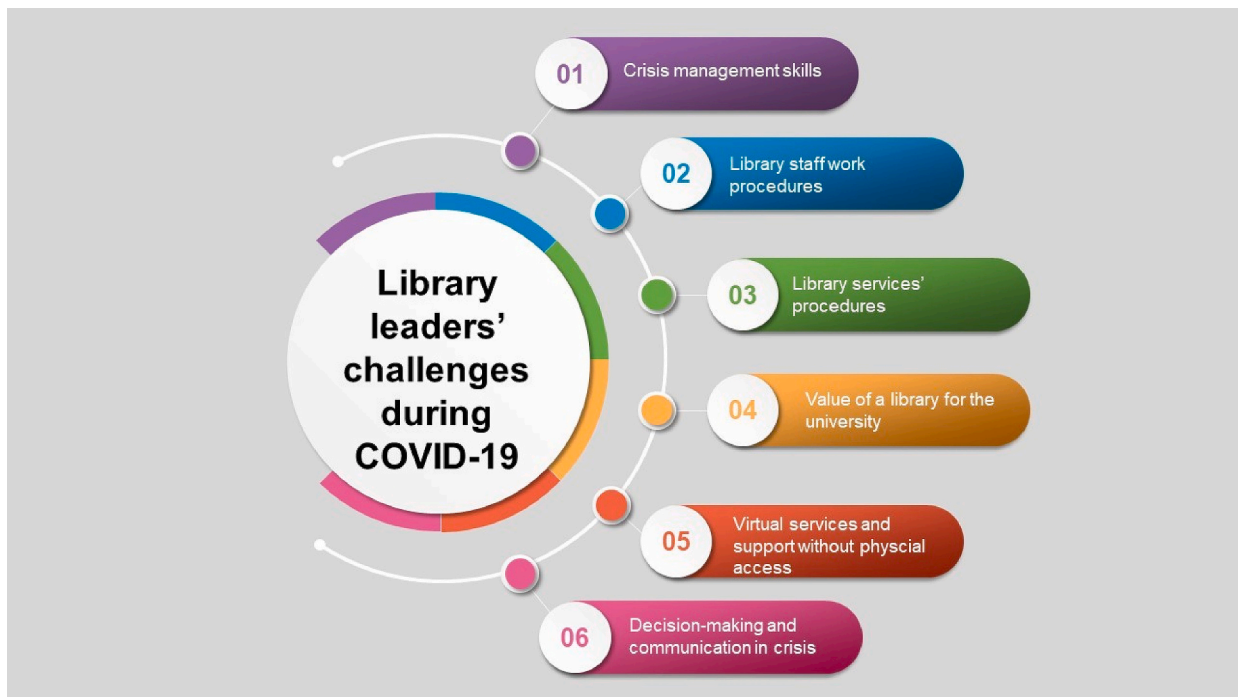 Library
leaders’
challenges
during
COVID-19
01
Crisis management skills
02
Library staff work
procedures
03
Library services’
procedures
04
Value of a library for the
university
05
Virtual services and
support without physcial
access
06
Decision-making and
communication in crisis